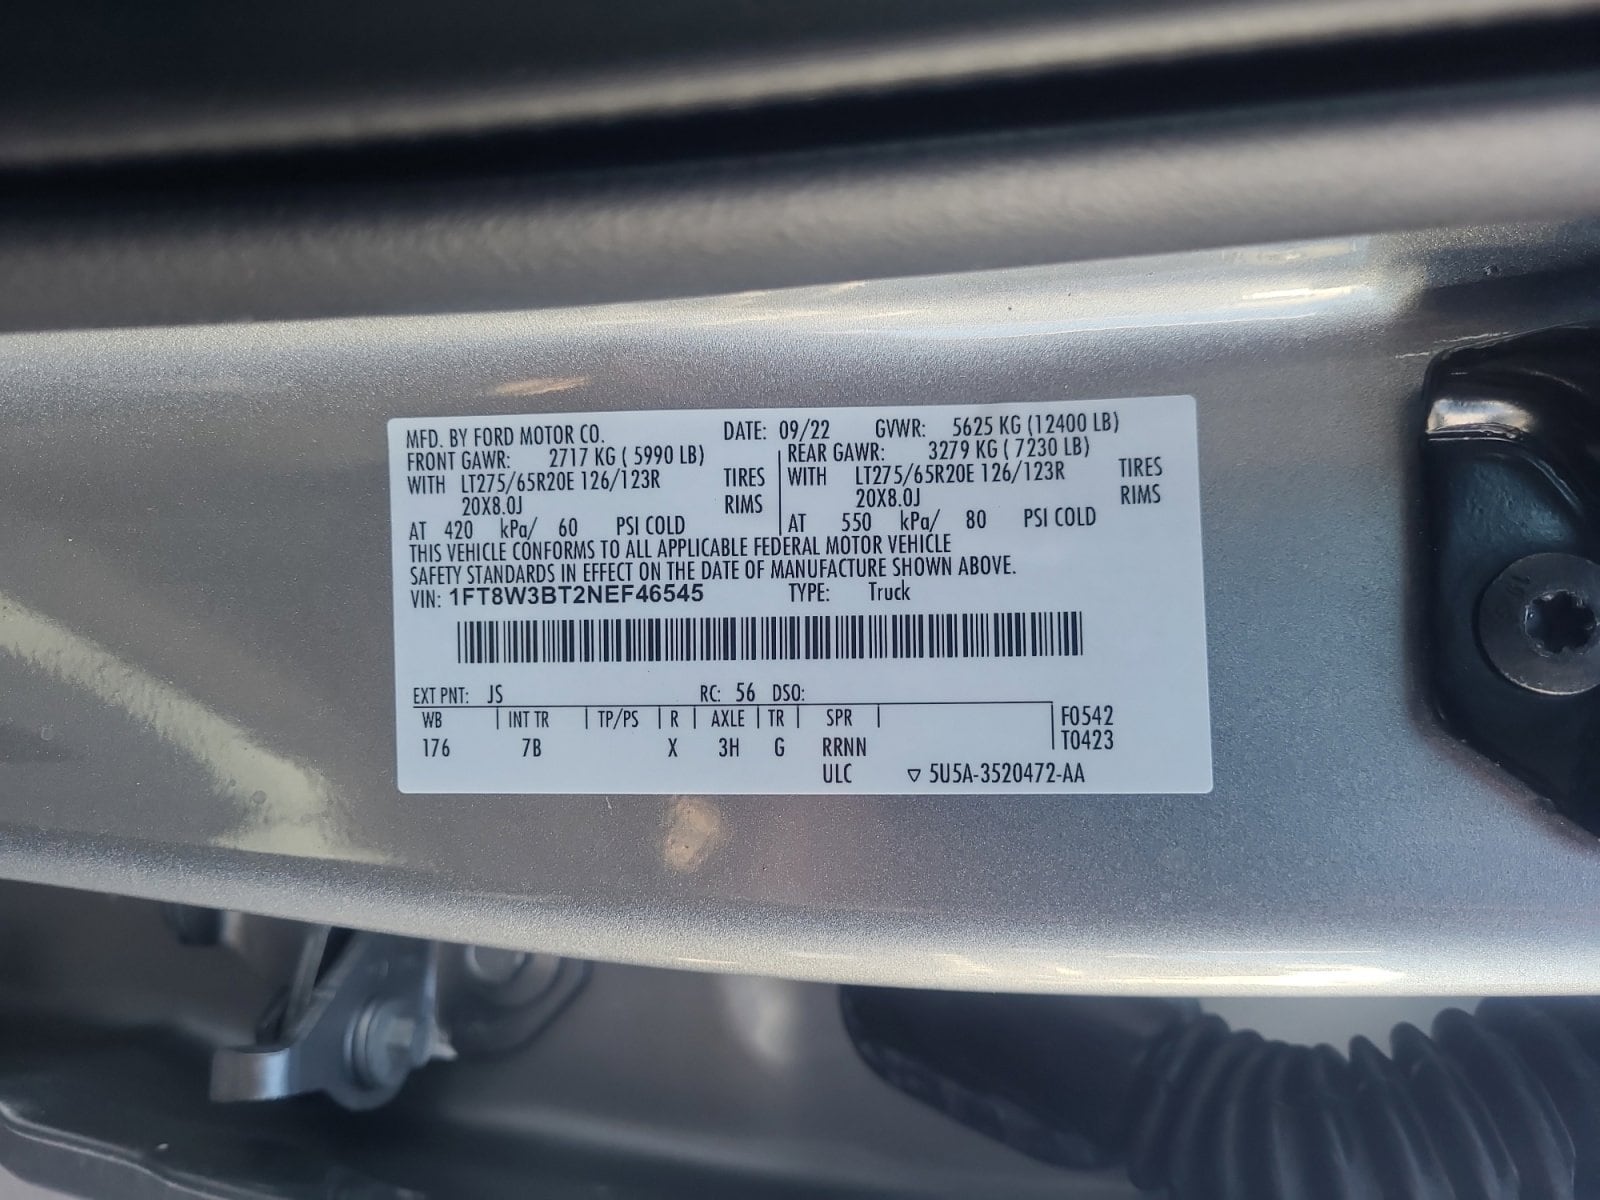 MFD. BY FORD MOTOR CO. DATE: 09/22 GVWR: 5625 KG (12400 LB)
FRONT GAWR: 2717 KG ( 5990 LB) REAR GAWR: 3279 KG ( 7230 LB)
WITH LT275/65R20E 126/123R TIRES WITH LT275/65R20E 126/123R TIRES
20X8.0J RIMS 20X8.0J RIMS
AT 420 kPa/ 60 PSI COLD AT 550 kPa/ 80 PSI COLD
THIS VEHICLE CONFORMS TO ALL APPLICABLE FEDERAL MOTOR VEHICLE
SAFETY STANDARDS IN EFFECT ON THE DATE OF MANUFACTURE SHOWN ABOVE.
VIN: 1FT8W3BT2NEF46545 TYPE: Truck
EXT PNT: JS RC: 56 DSO:
WB INT TR TP/PS R AXLE TR SPR F0542
176 7B X 3H G RRNN T0423
ULC ▽ 5U5A-3520472-AA